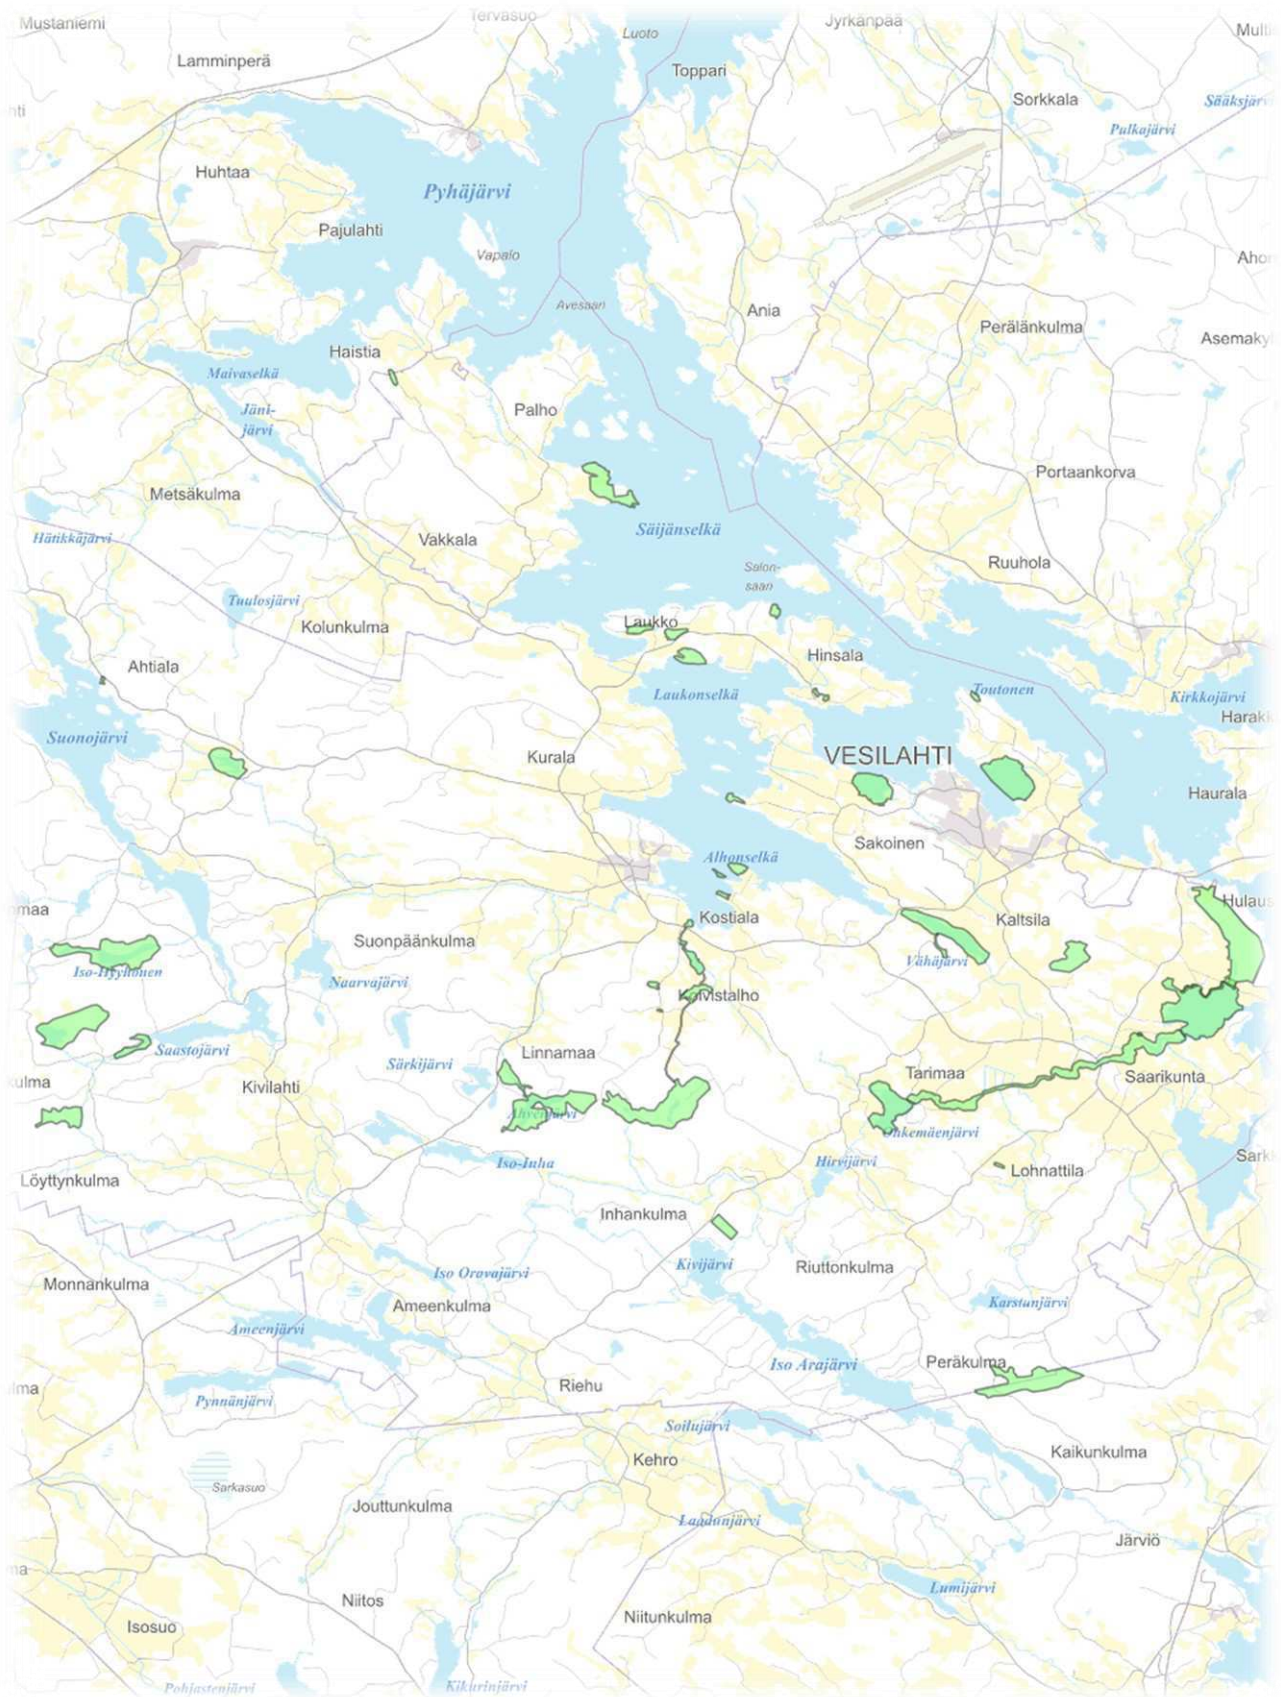 Mustaniemi
Tervasuo
Luoto
Jyrkänpää
Lamminperä
Toppari
Sorkkala
Sääksjärvi
Pulkajärvi
Huhtaa
Pyhäjärvi
Pajulahti
Vapalo
Avesaari
Ania
Perälänkulma
Haistia
Maivaselkä
Jäni-
järvi
Palho
Metsäkulma
Portaankorva
Säijänselkä
Hätikkäjärvi
Vakkala
Ruuhola
Salon-
saari
Tuulosjärvi
Kolunkulma
Laukko
Hinsala
Ahtiala
Laukonselkä
Toutonen
Kirkkojärvi
Suonojärvi
Kurala
VESILAHTI
Haurala
Sakoinen
Alhonselkä
Kostiala
Kaltsila
Suonpäänkulma
Vähäjärvi
Iso-Hyyhönen
Naarvajärvi
Koivistalho
Saastojärvi
Särkijärvi
Linnamaa
Kivilahti
Tarimaa
Saarikunta
Ahvenjärvi
Ohkemäenjärvi
Iso-Inha
Hirvijärvi
Lohnattila
Löyttynkulma
Inhankulma
Iso Orovajärvi
Kivijärvi
Riuttonkulma
Monnankulma
Ameenkulma
Karstunjärvi
Ameenjärvi
Iso Arajärvi
Peräkulma
Riehu
Pynnänjärvi
Soilujärvi
Kaikunkulma
Kehro
Sarkasuo
Jouttunkulma
Laadunjärvi
Järviö
Lumijärvi
Niitos
Niitunkulma
Isosuo
Pohjastenjärvi
Kikurinjärvi